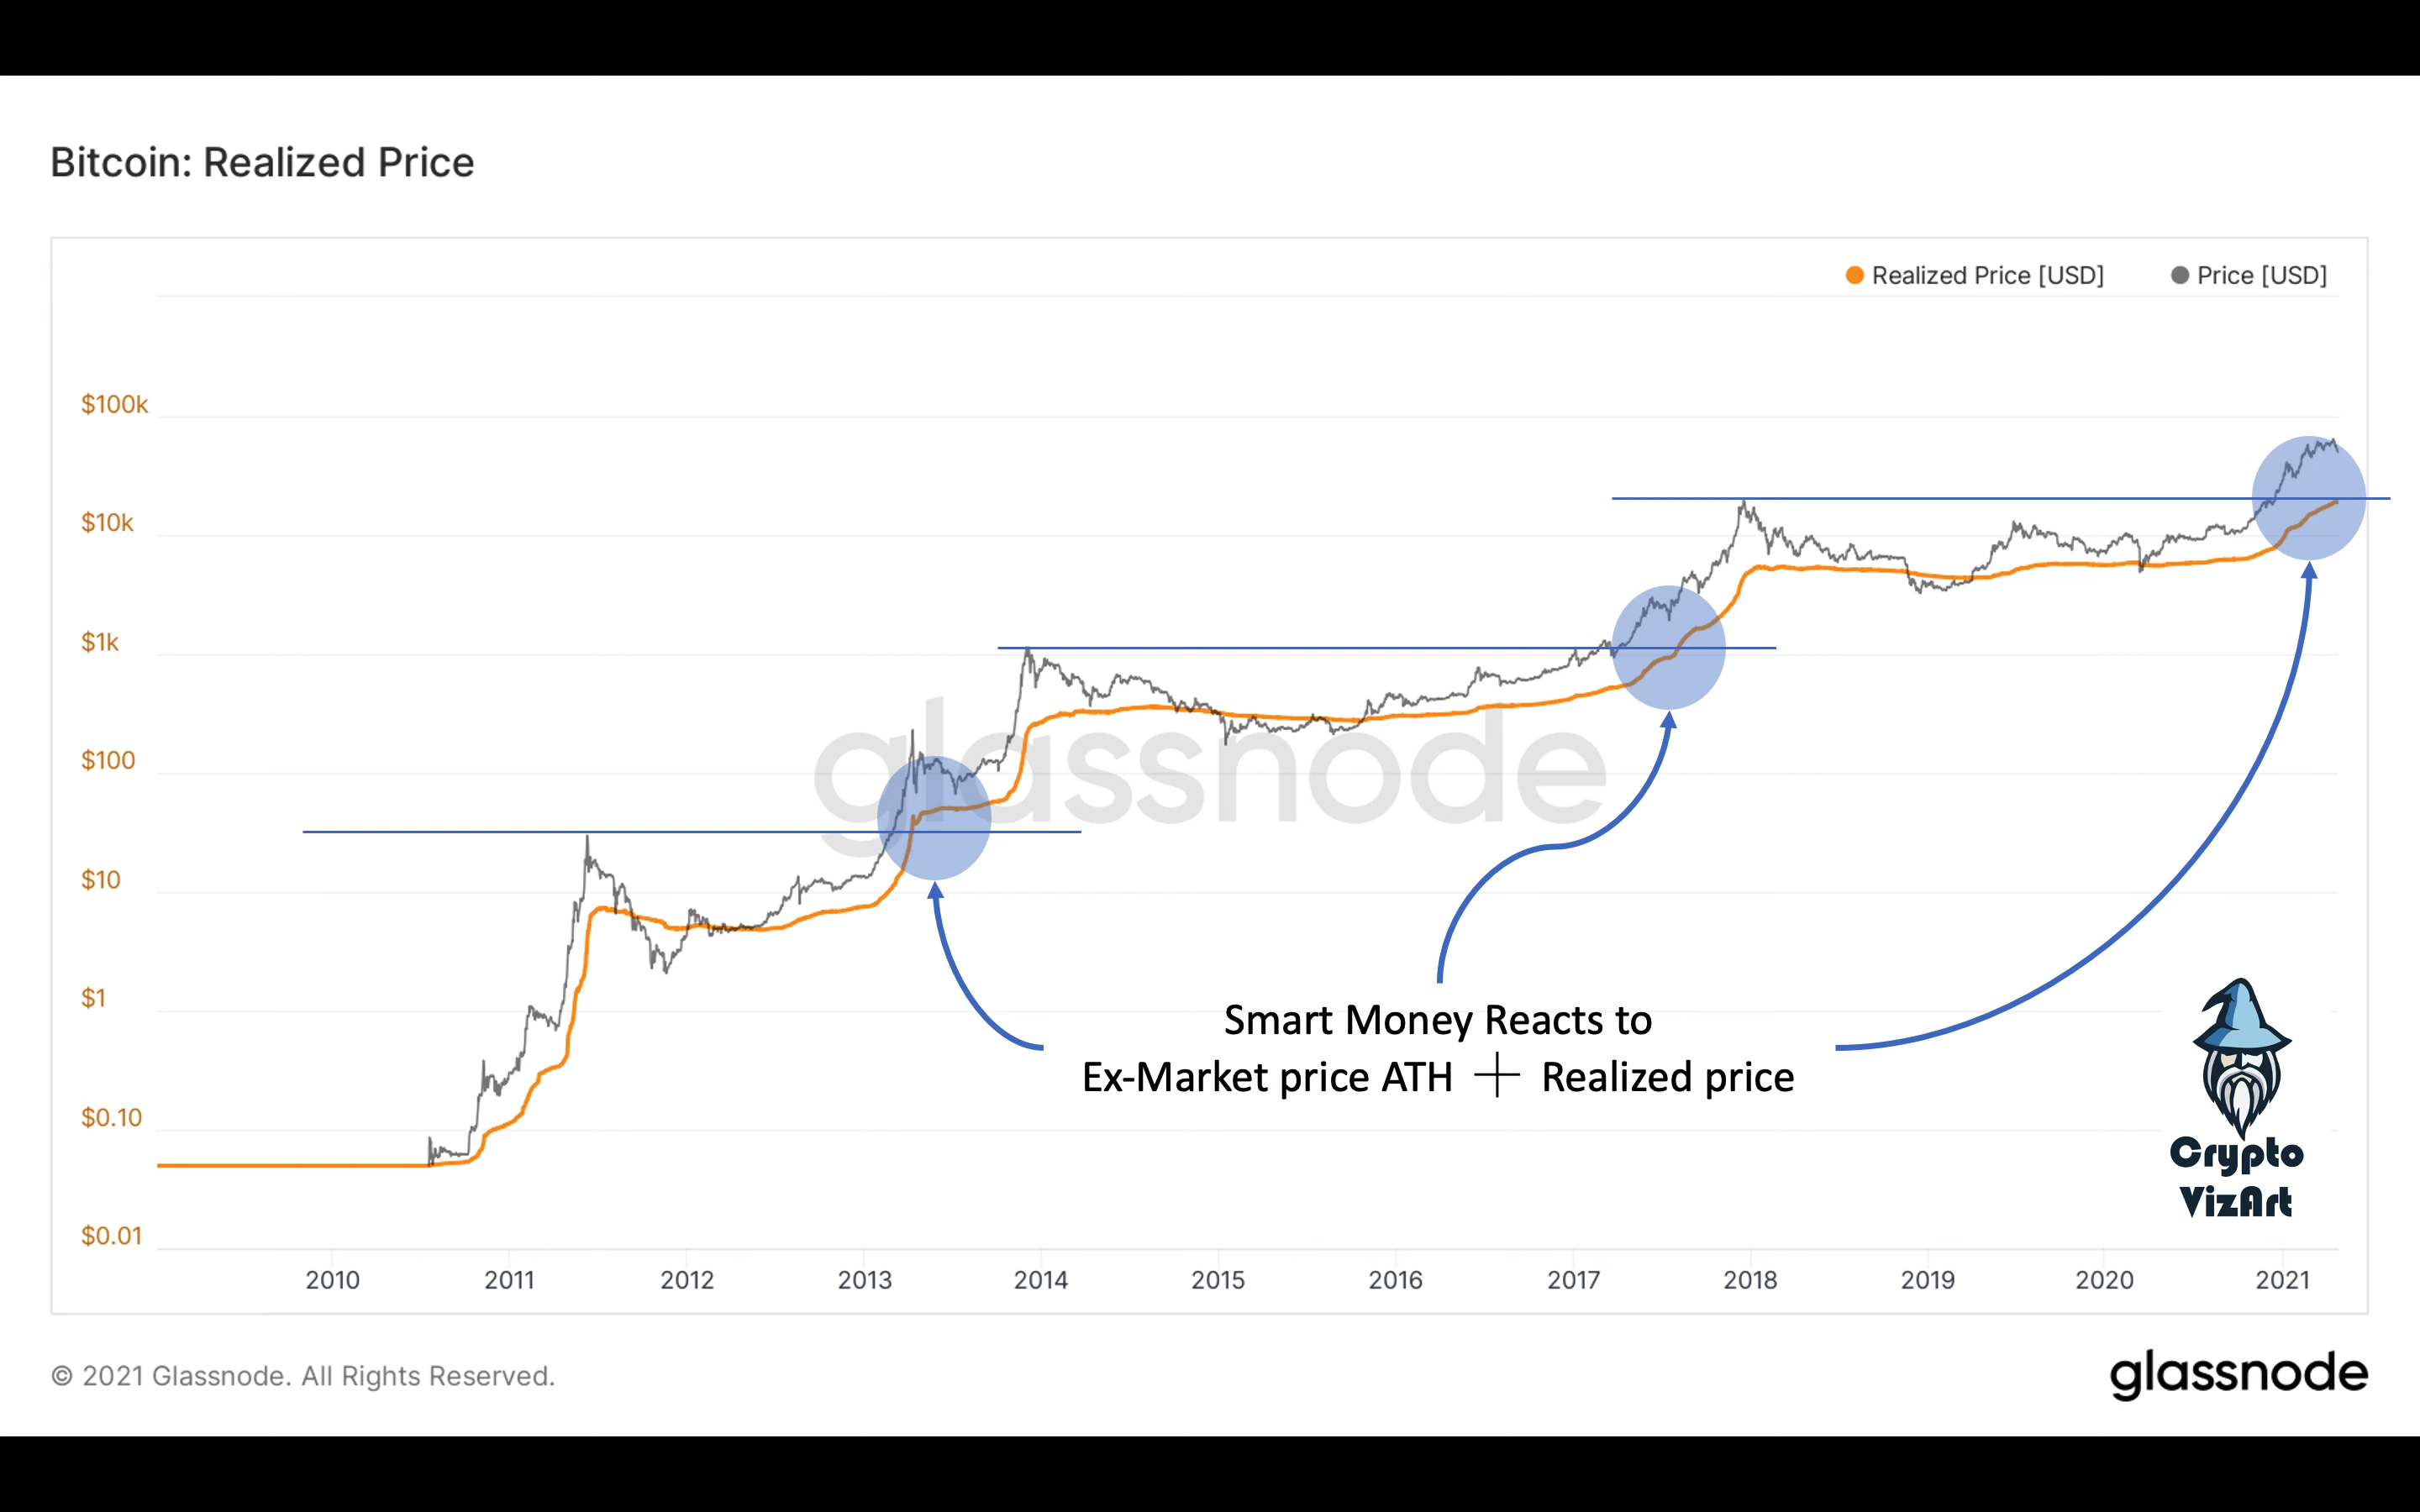 Bitcoin: Realized Price
Realized Price [USD] Price [USD]
$100k
$10k
$1k
$100
$10
$1
$0.10
$0.01
glassnode
Smart Money Reacts to
Ex-Market price ATH + Realized price
Crypto
VizArt
2010 2011 2012 2013 2014 2015 2016 2017 2018 2019 2020 2021
© 2021 Glassnode. All Rights Reserved.
glassnode